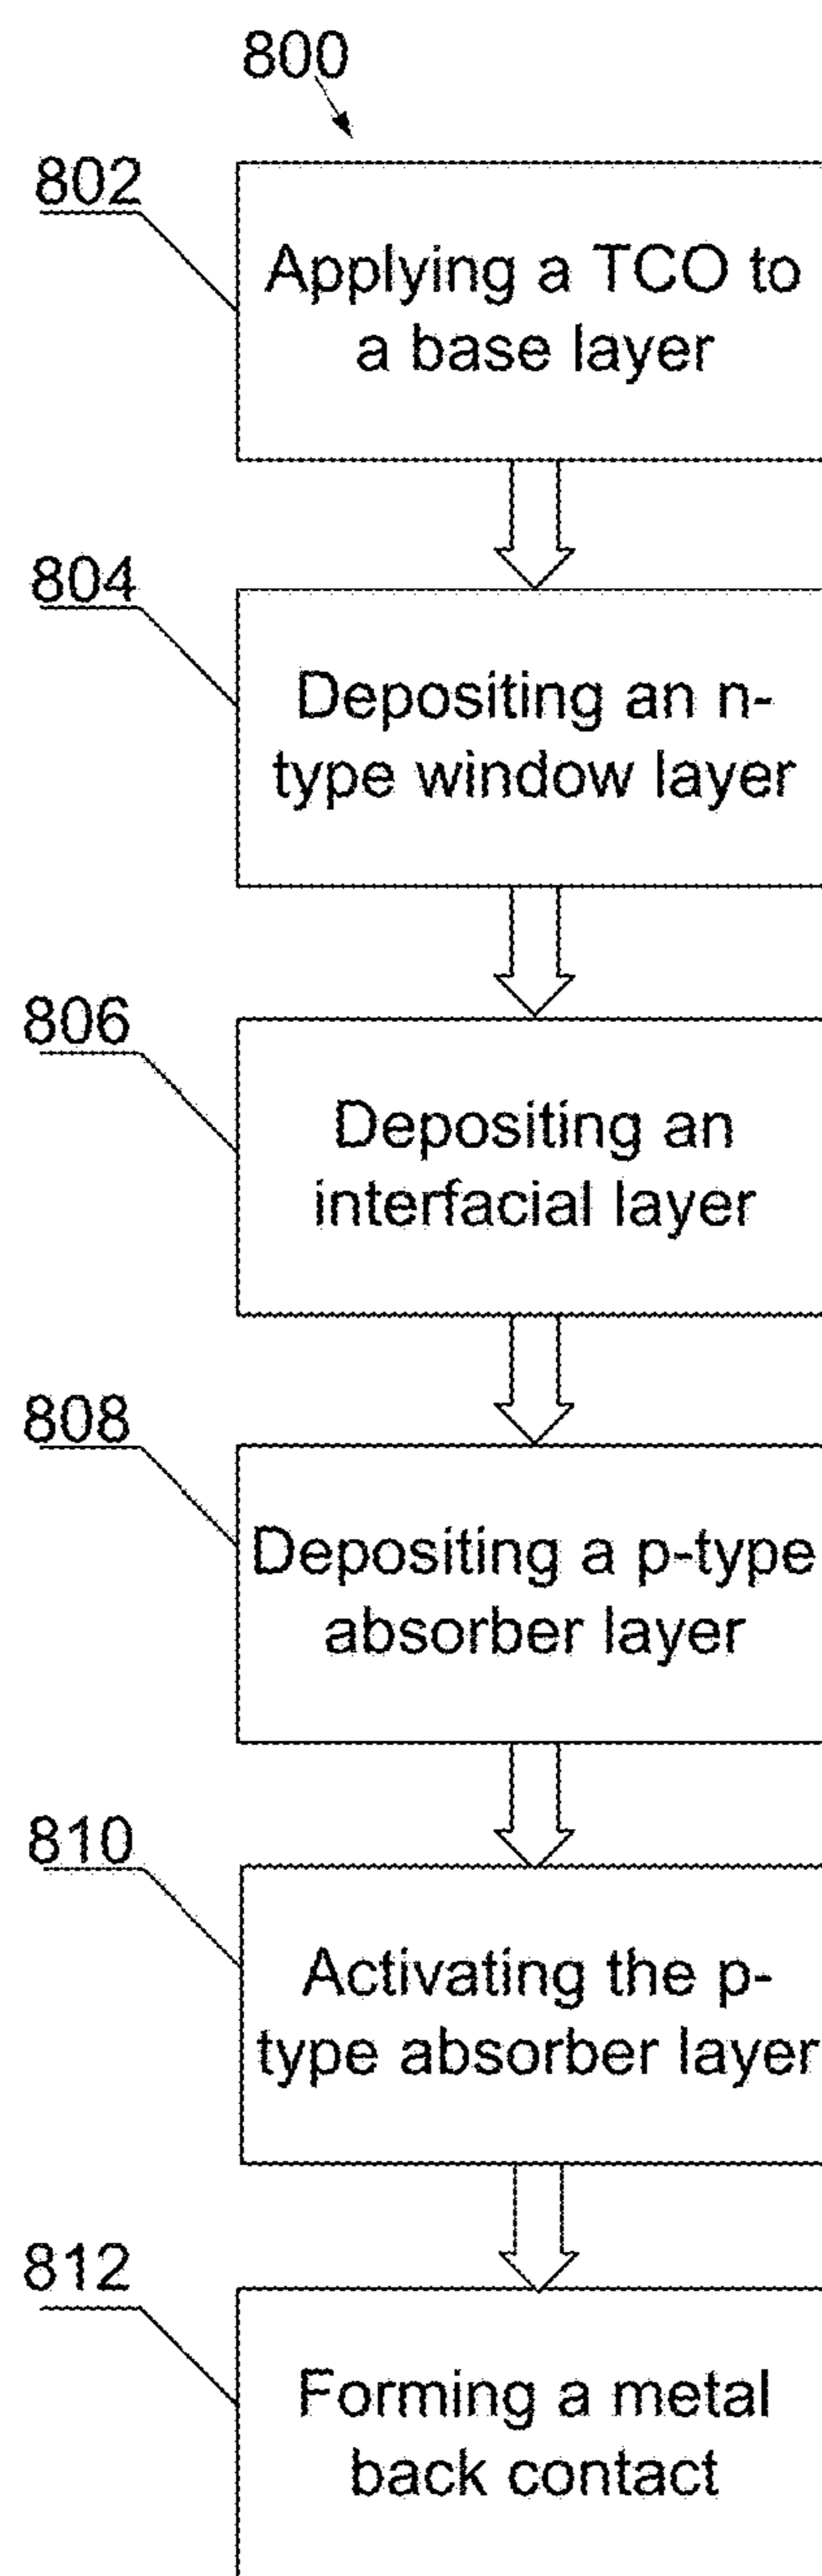 800
802
Applying a TCO to
a base layer
804
Depositing an n-
type window layer
806
Depositing an
interfacial layer
808
Depositing a p-type
absorber layer
810
Activating the p-
type absorber layer
812
Forming a metal
back contact